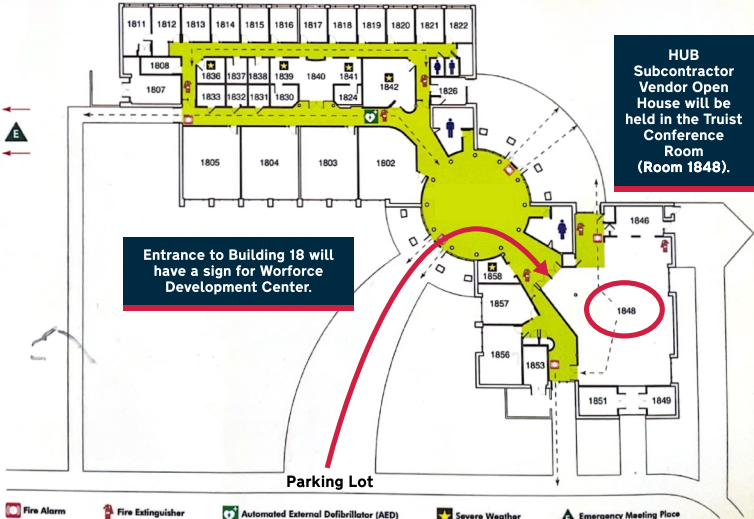 1811 1812 1813 1814 1815 1816 1817 1818 1819 1820 1821 1822
1808
1836 1837 1838 1839 1840 1841 1842
1807
1833 1832 1831 1830 1824
1826
HUB
Subcontractor
Vendor Open
House will be
held in the Truist
Conference
Room
(Room 1848).
E
1805 1804 1803 1802
1846
Entrance to Building 18 will
have a sign for Worforce
Development Center.
1858
1857
1848
1856
1853
1851 1849
Parking Lot
Fire Alarm Fire Extinguisher Automated External Defibrillator (AED) Severe Weather Emergency Meeting Place